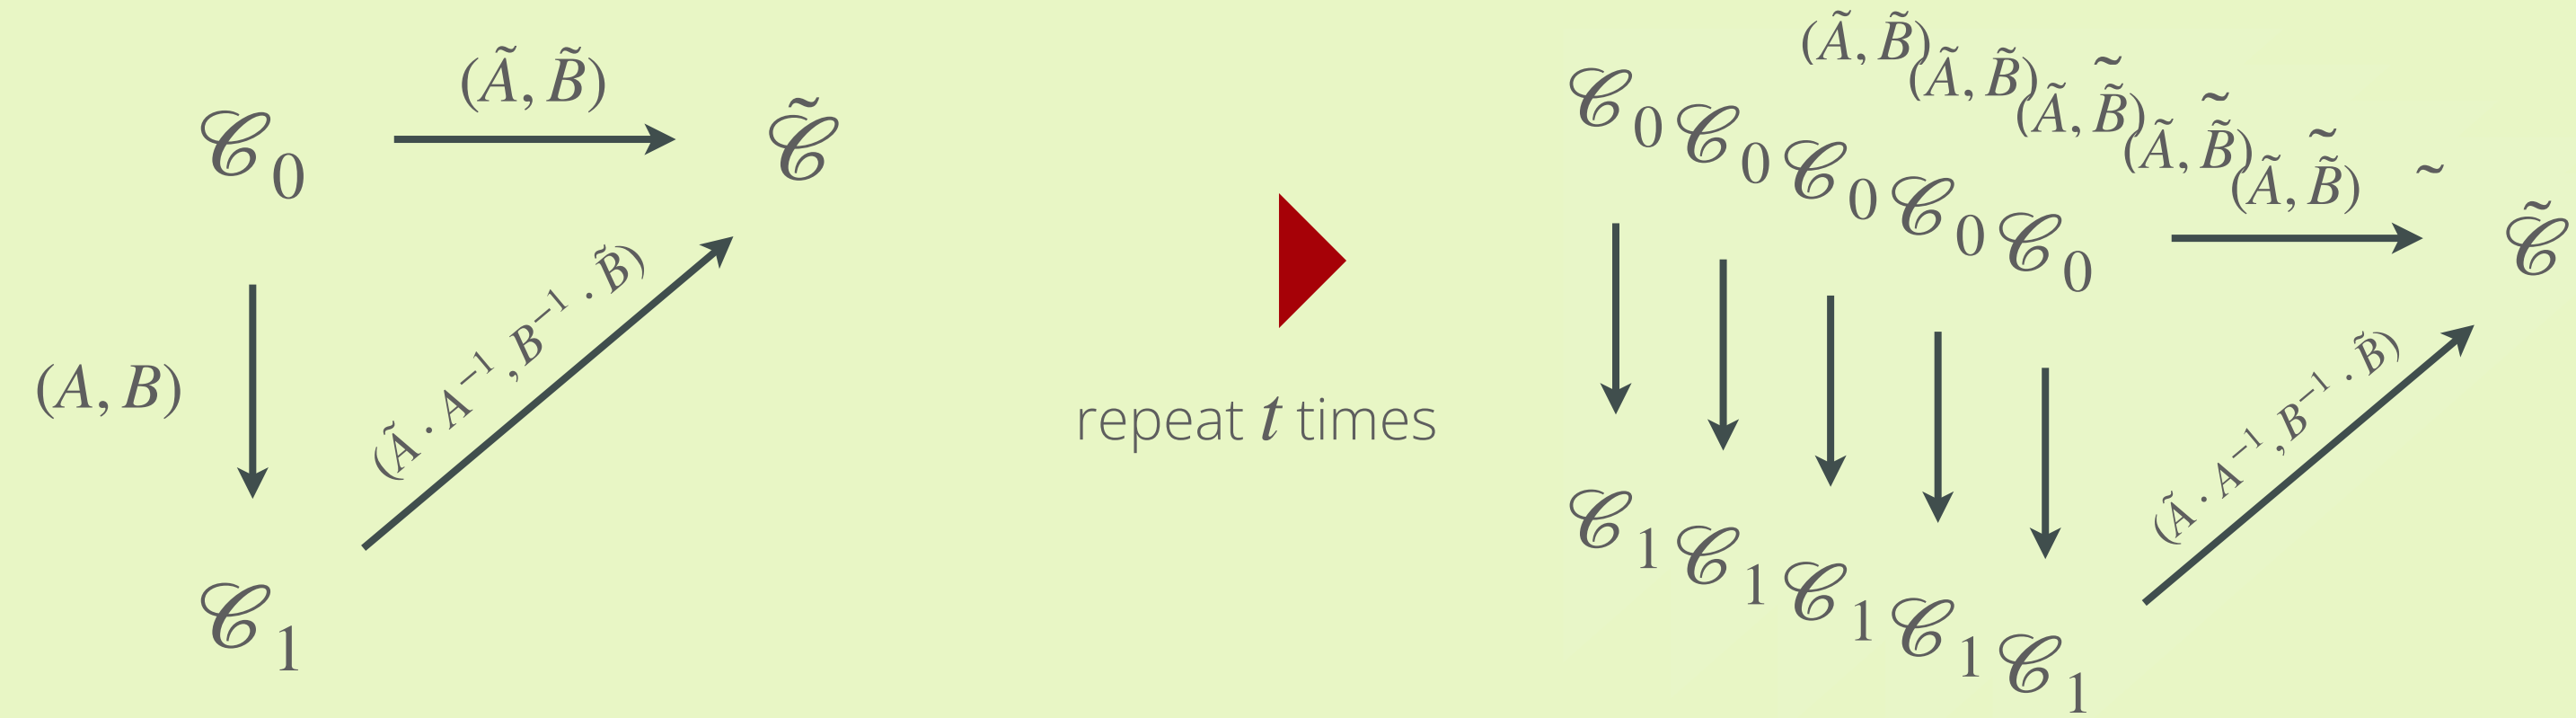 (Ã, B̃)
𝒞₀ 𝒞̃
(A, B)
(Ã · A⁻¹, B⁻¹ · B̃)
𝒞₁
repeat t times
(Ã, B̃)
(Ã, B̃) ~
(Ã, B̃) ~
(Ã, B̃) ~
(Ã, B̃) ~
𝒞₀ 𝒞₀ 𝒞₀ 𝒞₀ 𝒞₀ 𝒞̃
(Ã · A⁻¹, B⁻¹ · B̃)
𝒞₁ 𝒞₁ 𝒞₁ 𝒞₁ 𝒞₁